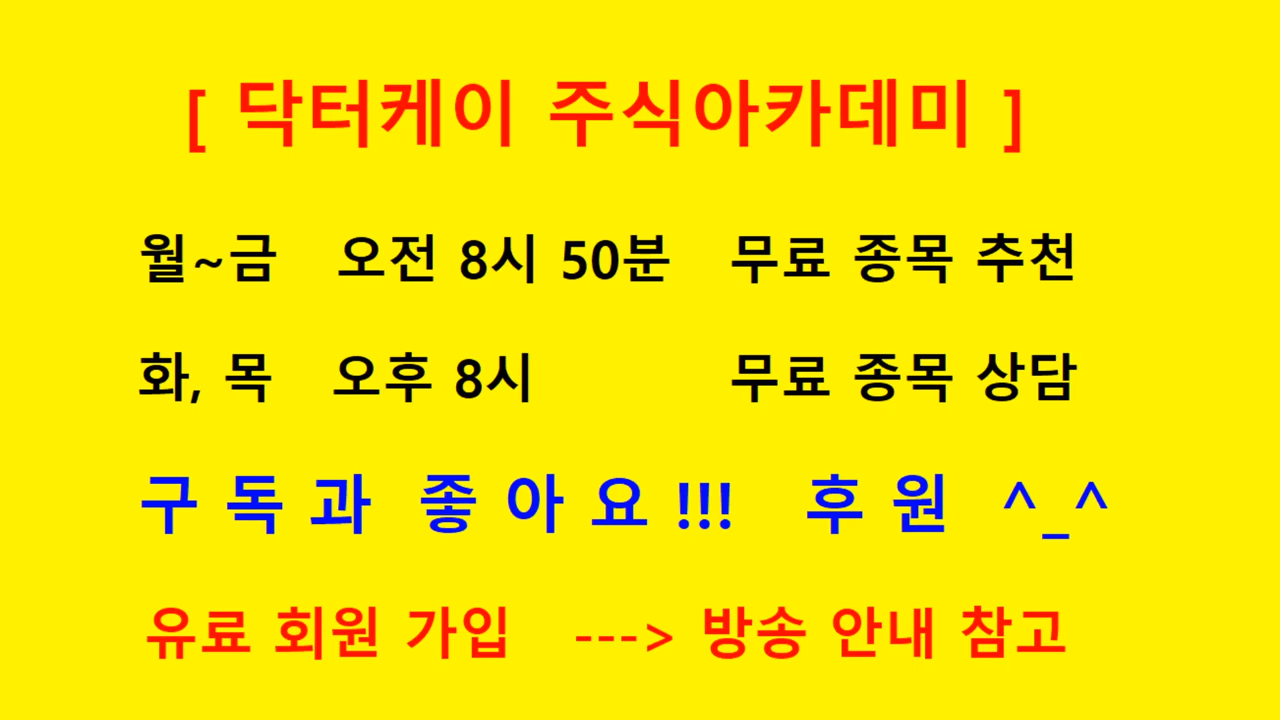 [ 닥터케이 주식아카데미 ]
월~금 오전 8시 50분 무료 종목 추천
화, 목 오후 8시 무료 종목 상담
구 독 과 좋 아 요 !!! 후 원 ^_^
유료 회원 가입 ---> 방송 안내 참고